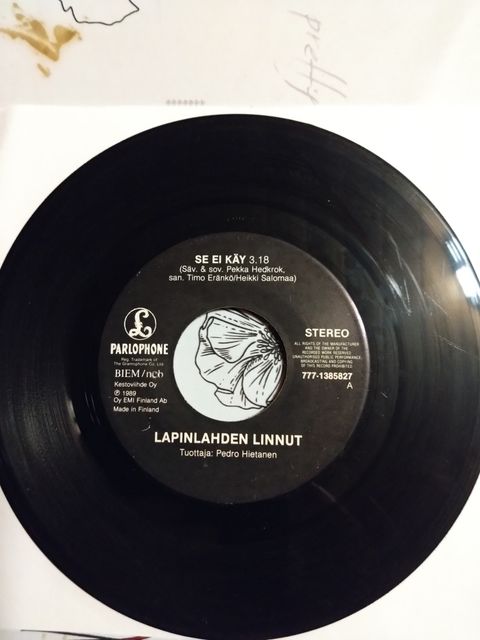 pretty
SE EI KÄY 3.18
(Säv. & sov. Pekka Hedkrok,
san. Timo Eränkö/Heikki Salomaa)
£
PARLOPHONE
Reg. Trademark of
The Gramophone Co. Ltd
BIEM/ncb
Kestoviihde Oy
℗ 1989
Oy EMI Finland Ab
Made in Finland
STEREO
ALL RIGHTS OF THE MANUFACTURER
AND THE OWNER OF THE
RECORDED WORK RESERVED
UNAUTHORISED PUBLIC PERFORMANCE,
BROADCASTING AND COPYING
OF THIS RECORD PROHIBITED
777-1385827
A
LAPINLAHDEN LINNUT
Tuottaja: Pedro Hietanen